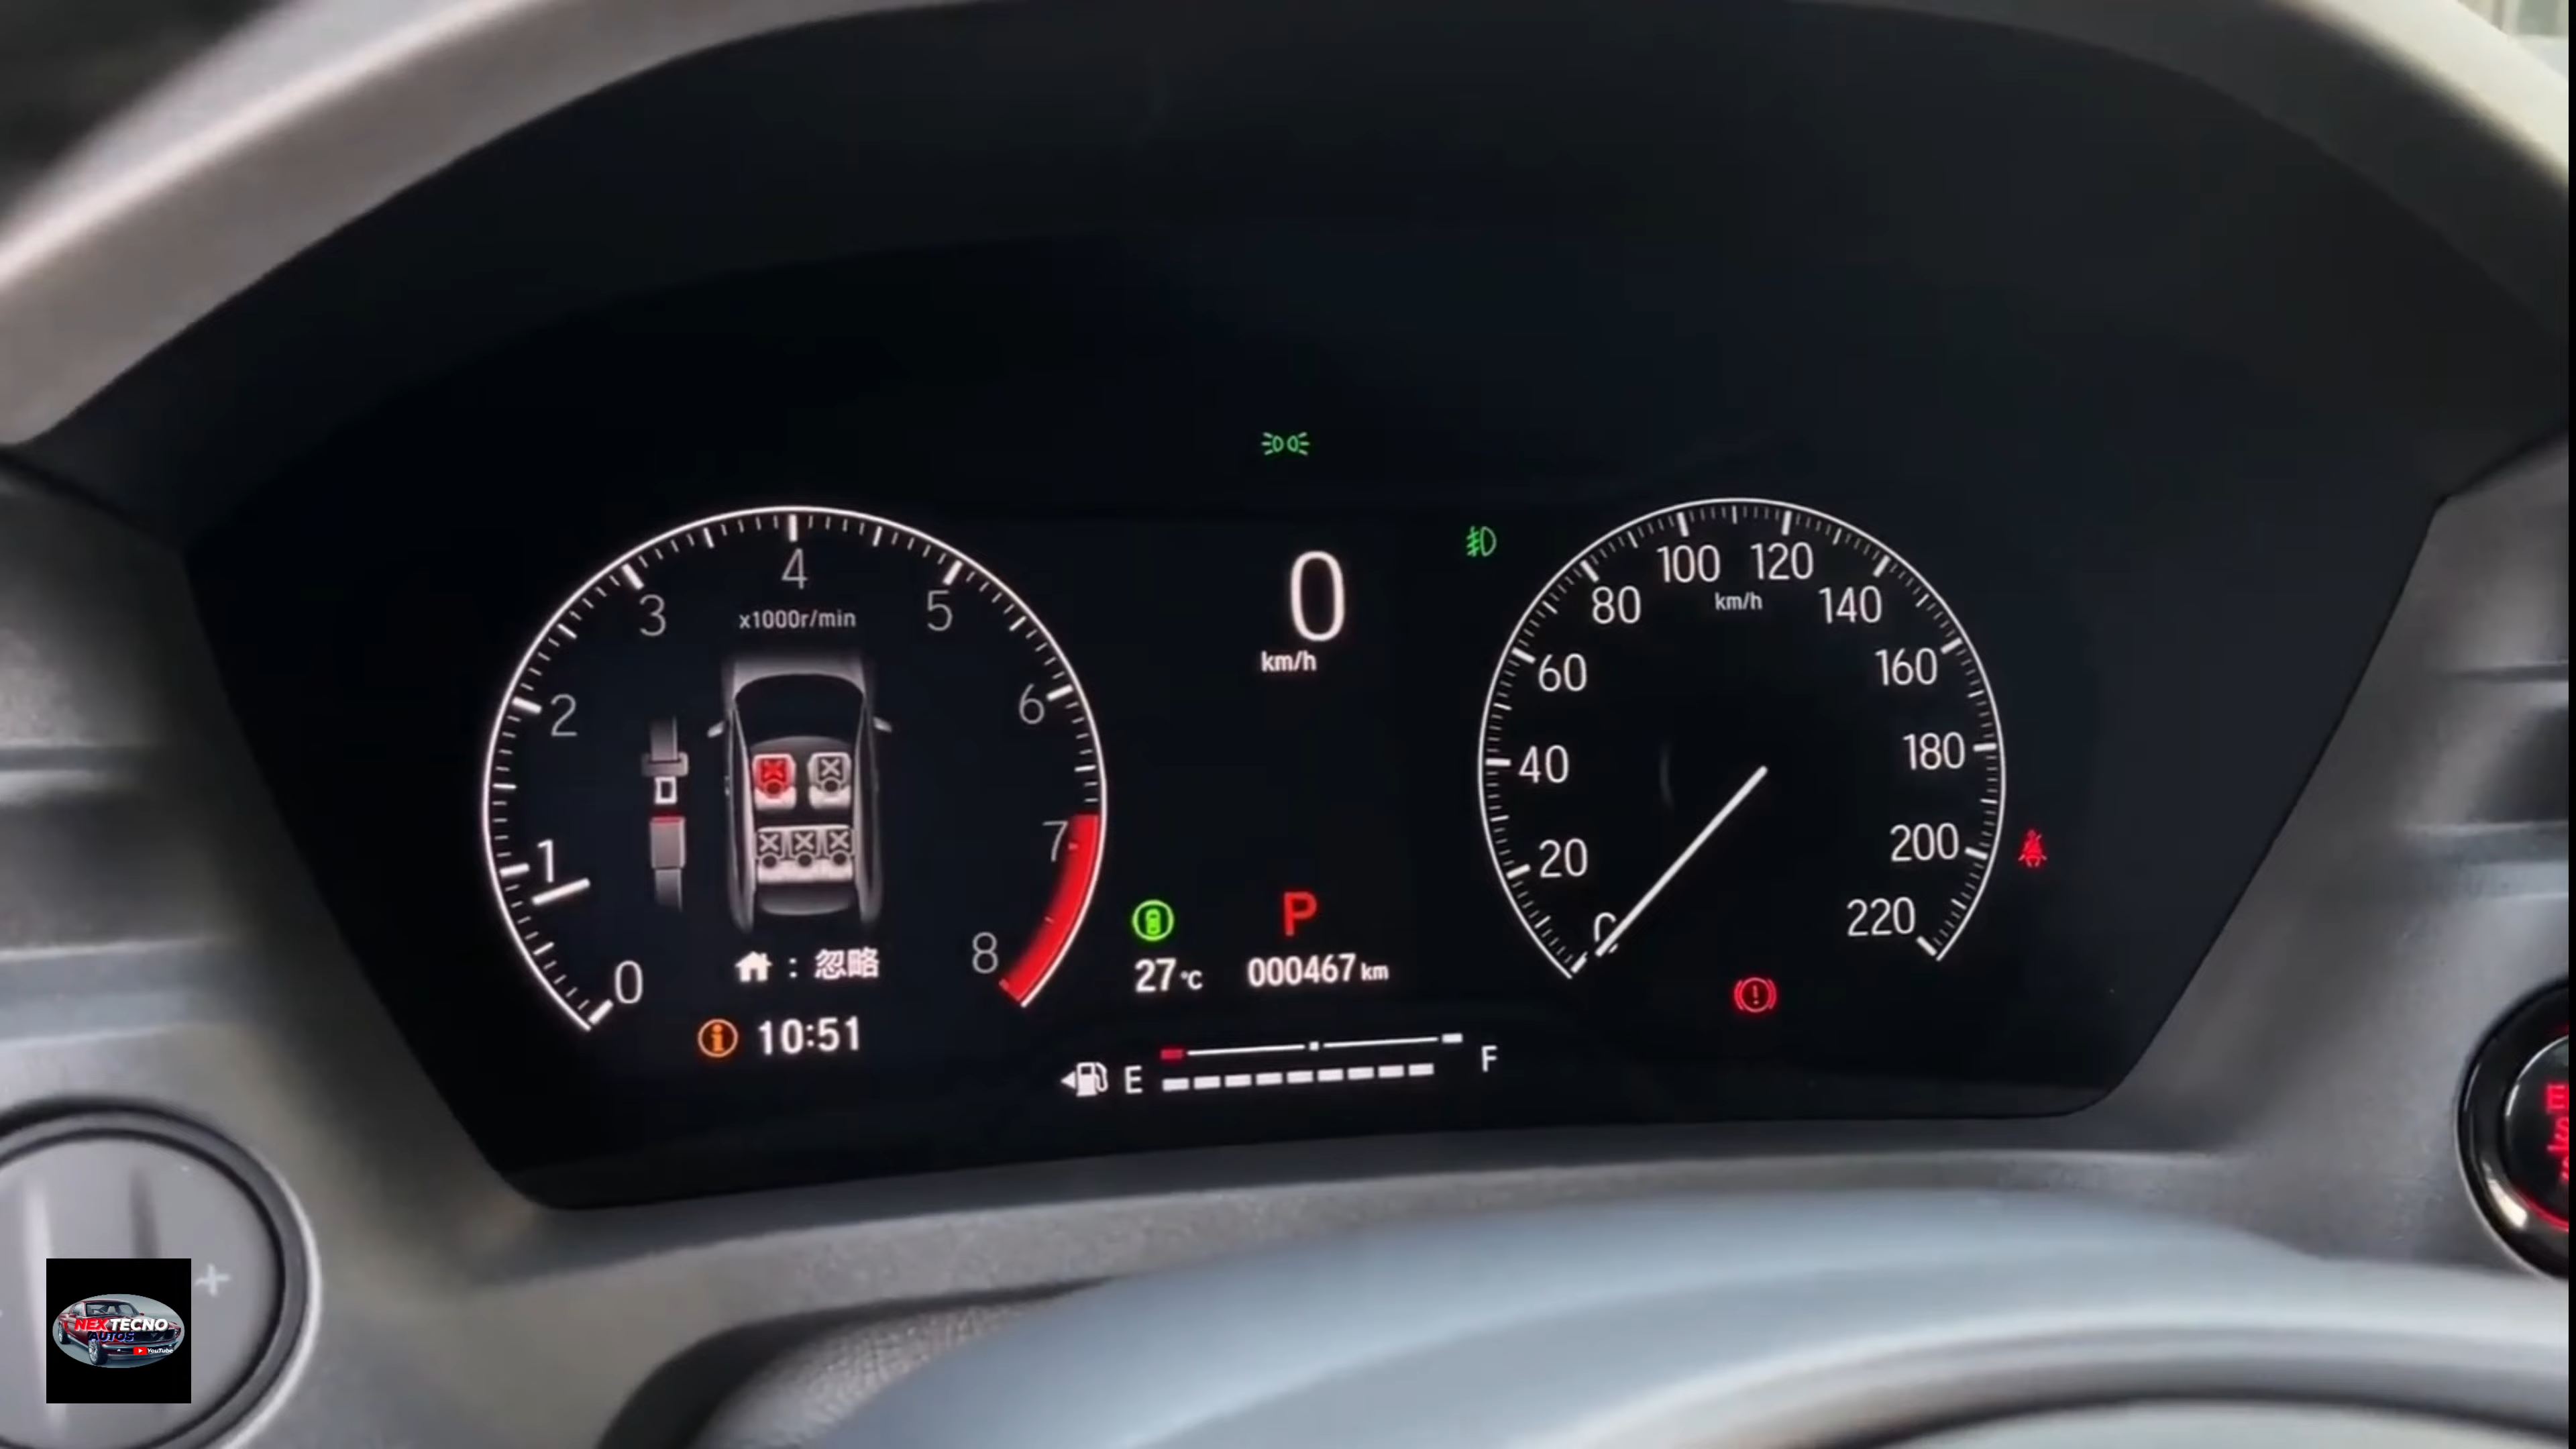 4
3
5
x1000r/min
2
6
1
7
0
8
: 忽略
10:51
0
km/h
P
27°C
000467 km
E
F
100
120
km/h
80
140
60
160
40
180
20
200
220
+
NEXTECNO
AUTOS
YouTube